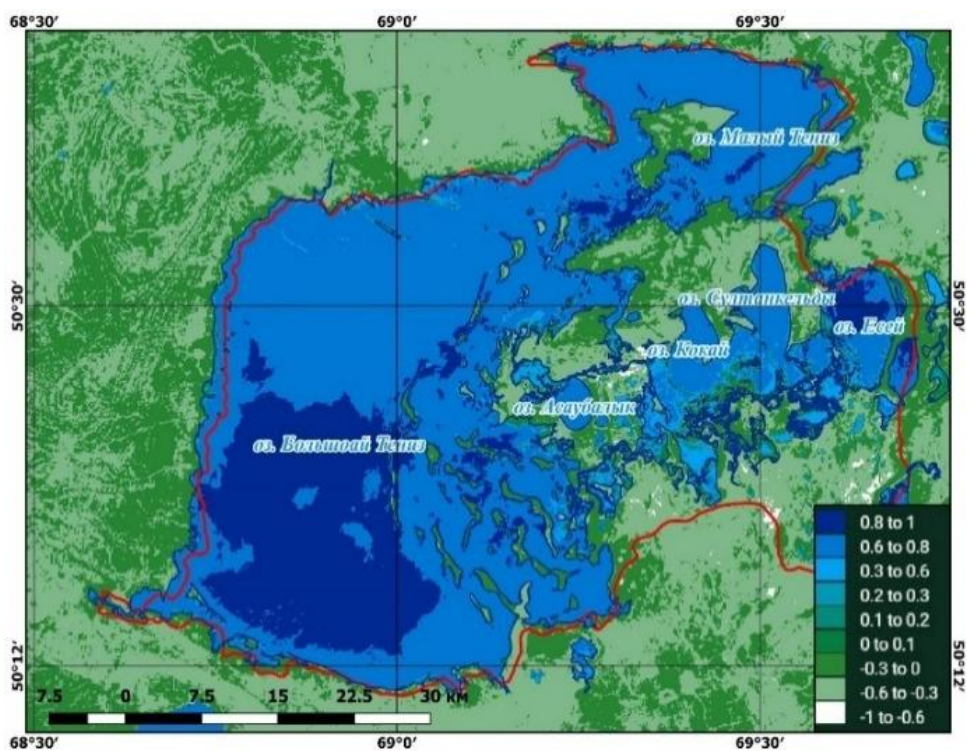 68°30′ 69°0′ 69°30′
оз. Малый Тениз
50°30′ 50°30′
оз. Султанкельды
оз. Есей
оз. Кокай
оз. Асаубалык
оз. Большоай Тениз
0.8 to 1
0.6 to 0.8
0.3 to 0.6
0.2 to 0.3
0.1 to 0.2
0 to 0.1
-0.3 to 0
-0.6 to -0.3
-1 to -0.6
50°12′ 50°12′
7.5 0 7.5 15 22.5 30 км
68°30′ 69°0′ 69°30′